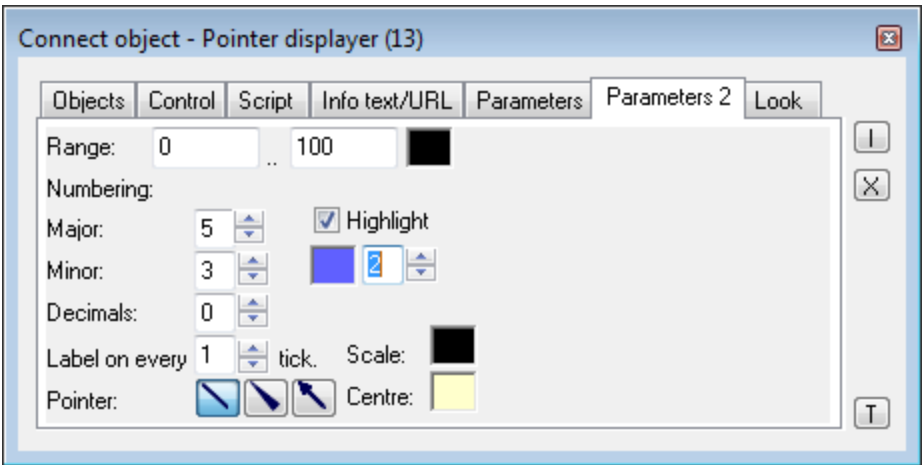 Connect object - Pointer displayer (13)
Objects Control Script Info text/URL Parameters Parameters 2 Look
Range: 0 .. 100
I
Numbering:
X
Major: 5 Highlight
Minor: 3 2
Decimals: 0
Label on every 1 tick. Scale:
Pointer: Centre:
T